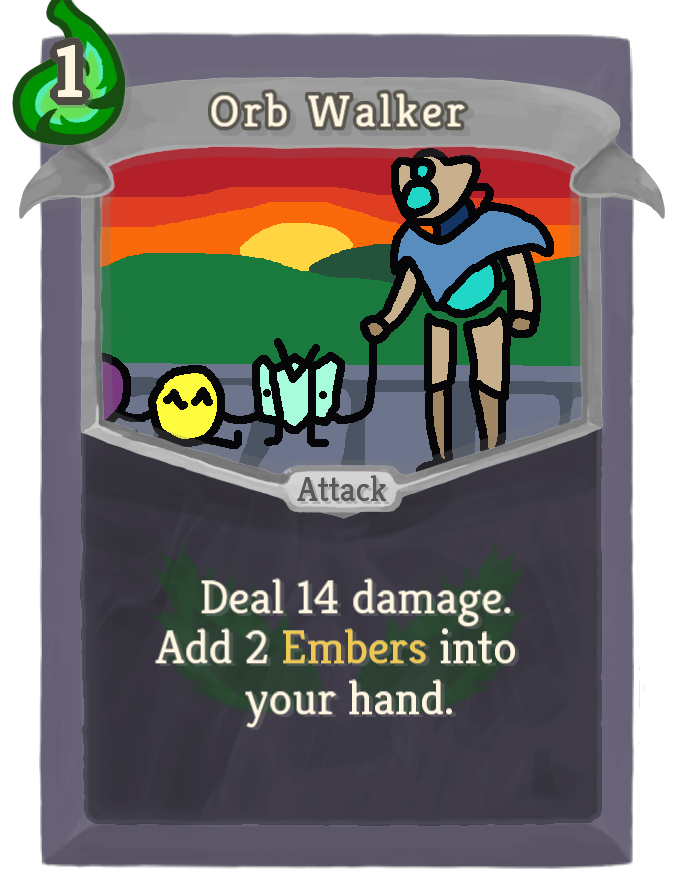 1
Orb Walker
Attack
Deal 14 damage.
Add 2 Embers into
your hand.